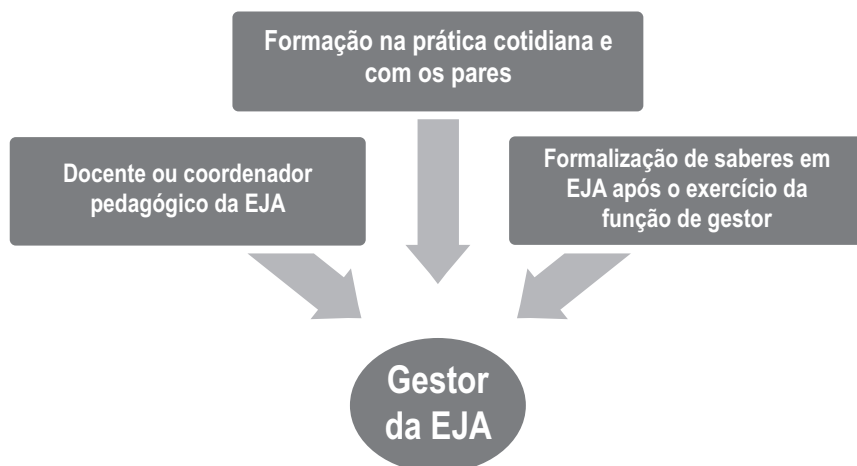 Formação na prática cotidiana e
com os pares
Docente ou coordenador
pedagógico da EJA
Formalização de saberes em
EJA após o exercício da
função de gestor
Gestor
da EJA